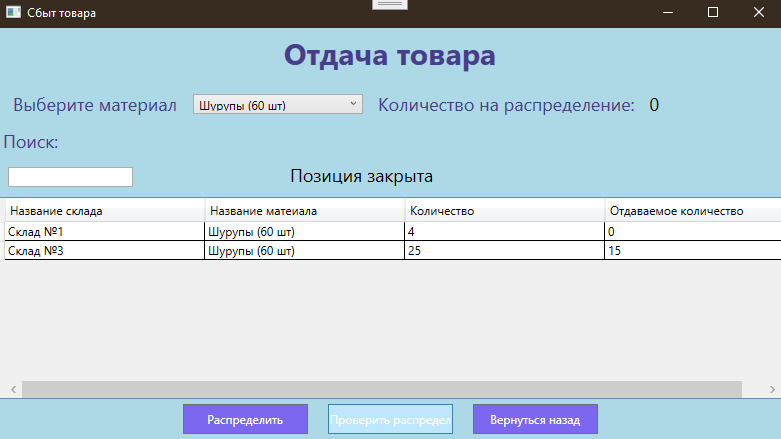 Сбыт товара
Отдача товара
Выберите материал Шурупы (60 шт) Количество на распределение: 0
Поиск:
Позиция закрыта
Название склада Название матеиала Количество Отдаваемое количество
Склад №1 Шурупы (60 шт) 4 0
Склад №3 Шурупы (60 шт) 25 15
Распределить Проверить распредел Вернуться назад